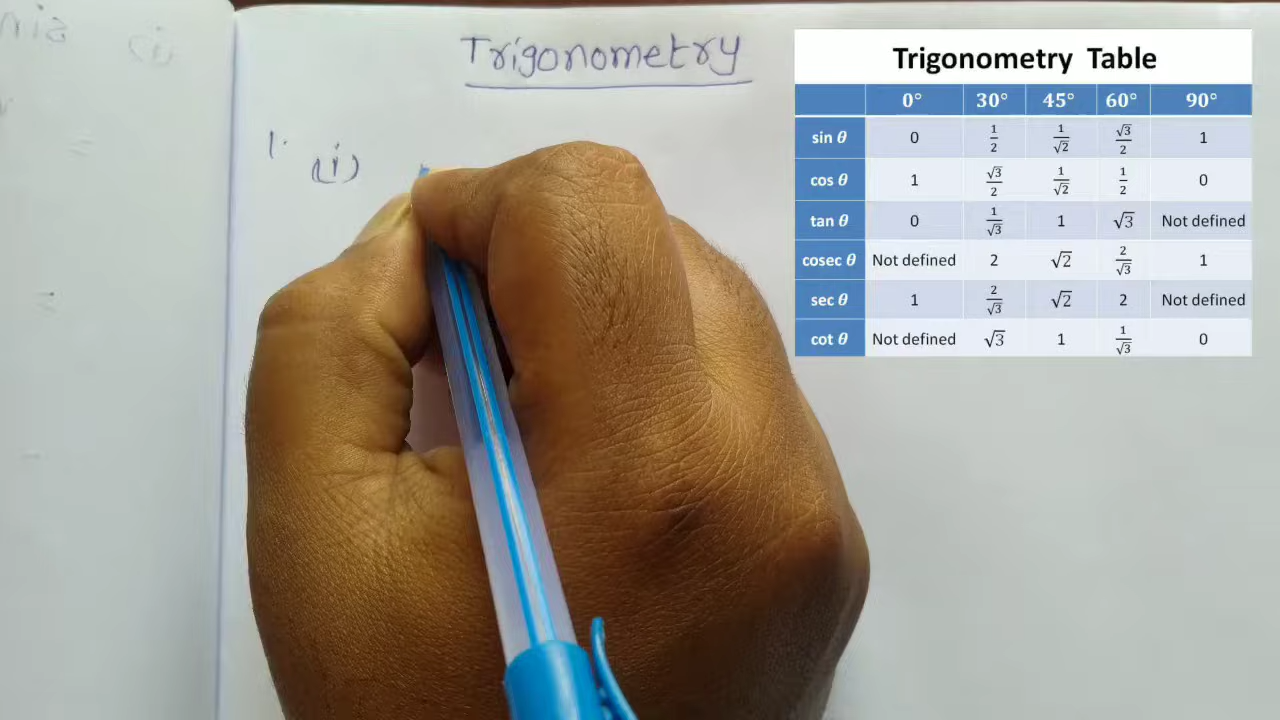 Trigonometry
1.
(i)
Trigonometry Table
0° 30° 45° 60° 90°
sin θ 0 1/2 1/√2 √3/2 1
cos θ 1 √3/2 1/√2 1/2 0
tan θ 0 1/√3 1 √3 Not defined
cosec θ Not defined 2 √2 2/√3 1
sec θ 1 2/√3 √2 2 Not defined
cot θ Not defined √3 1 1/√3 0